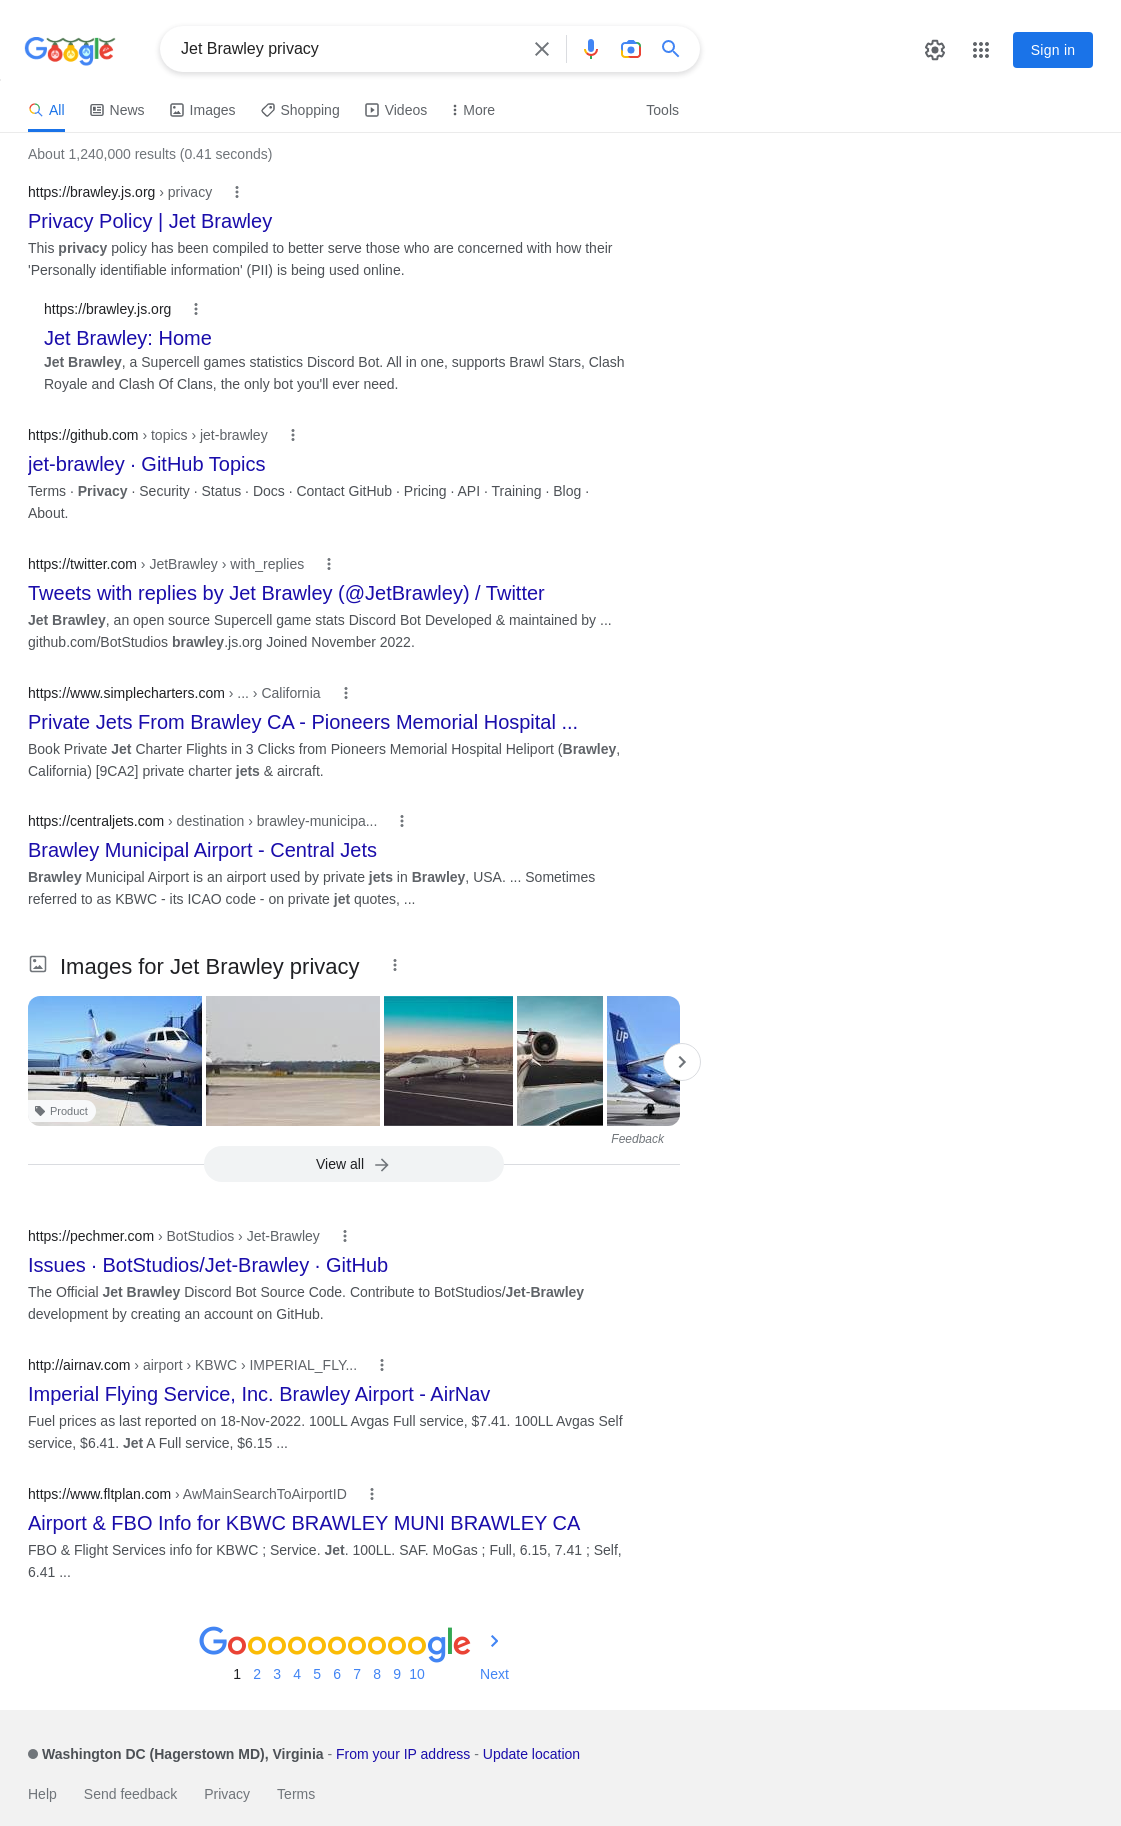 Google
Jet Brawley privacy
Sign in
All
News
Images
Shopping
Videos
More
Tools
About 1,240,000 results (0.41 seconds)
https://brawley.js.org › privacy
Privacy Policy | Jet Brawley
This privacy policy has been compiled to better serve those who are concerned with how their
'Personally identifiable information' (PII) is being used online.
https://brawley.js.org
Jet Brawley: Home
Jet Brawley, a Supercell games statistics Discord Bot. All in one, supports Brawl Stars, Clash
Royale and Clash Of Clans, the only bot you'll ever need.
https://github.com › topics › jet-brawley
jet-brawley · GitHub Topics
Terms · Privacy · Security · Status · Docs · Contact GitHub · Pricing · API · Training · Blog ·
About.
https://twitter.com › JetBrawley › with_replies
Tweets with replies by Jet Brawley (@JetBrawley) / Twitter
Jet Brawley, an open source Supercell game stats Discord Bot Developed & maintained by ...
github.com/BotStudios brawley.js.org Joined November 2022.
https://www.simplecharters.com › ... › California
Private Jets From Brawley CA - Pioneers Memorial Hospital ...
Book Private Jet Charter Flights in 3 Clicks from Pioneers Memorial Hospital Heliport (Brawley,
California) [9CA2] private charter jets & aircraft.
https://centraljets.com › destination › brawley-municipa...
Brawley Municipal Airport - Central Jets
Brawley Municipal Airport is an airport used by private jets in Brawley, USA. ... Sometimes
referred to as KBWC - its ICAO code - on private jet quotes, ...
Images for Jet Brawley privacy
UP
Product
Feedback
View all
https://pechmer.com › BotStudios › Jet-Brawley
Issues · BotStudios/Jet-Brawley · GitHub
The Official Jet Brawley Discord Bot Source Code. Contribute to BotStudios/Jet-Brawley
development by creating an account on GitHub.
http://airnav.com › airport › KBWC › IMPERIAL_FLY...
Imperial Flying Service, Inc. Brawley Airport - AirNav
Fuel prices as last reported on 18-Nov-2022. 100LL Avgas Full service, $7.41. 100LL Avgas Self
service, $6.41. Jet A Full service, $6.15 ...
https://www.fltplan.com › AwMainSearchToAirportID
Airport & FBO Info for KBWC BRAWLEY MUNI BRAWLEY CA
FBO & Flight Services info for KBWC ; Service. Jet. 100LL. SAF. MoGas ; Full, 6.15, 7.41 ; Self,
6.41 ...
Goooooooooogle
1 2 3 4 5 6 7 8 9 10 Next
Washington DC (Hagerstown MD), Virginia - From your IP address - Update location
Help Send feedback Privacy Terms